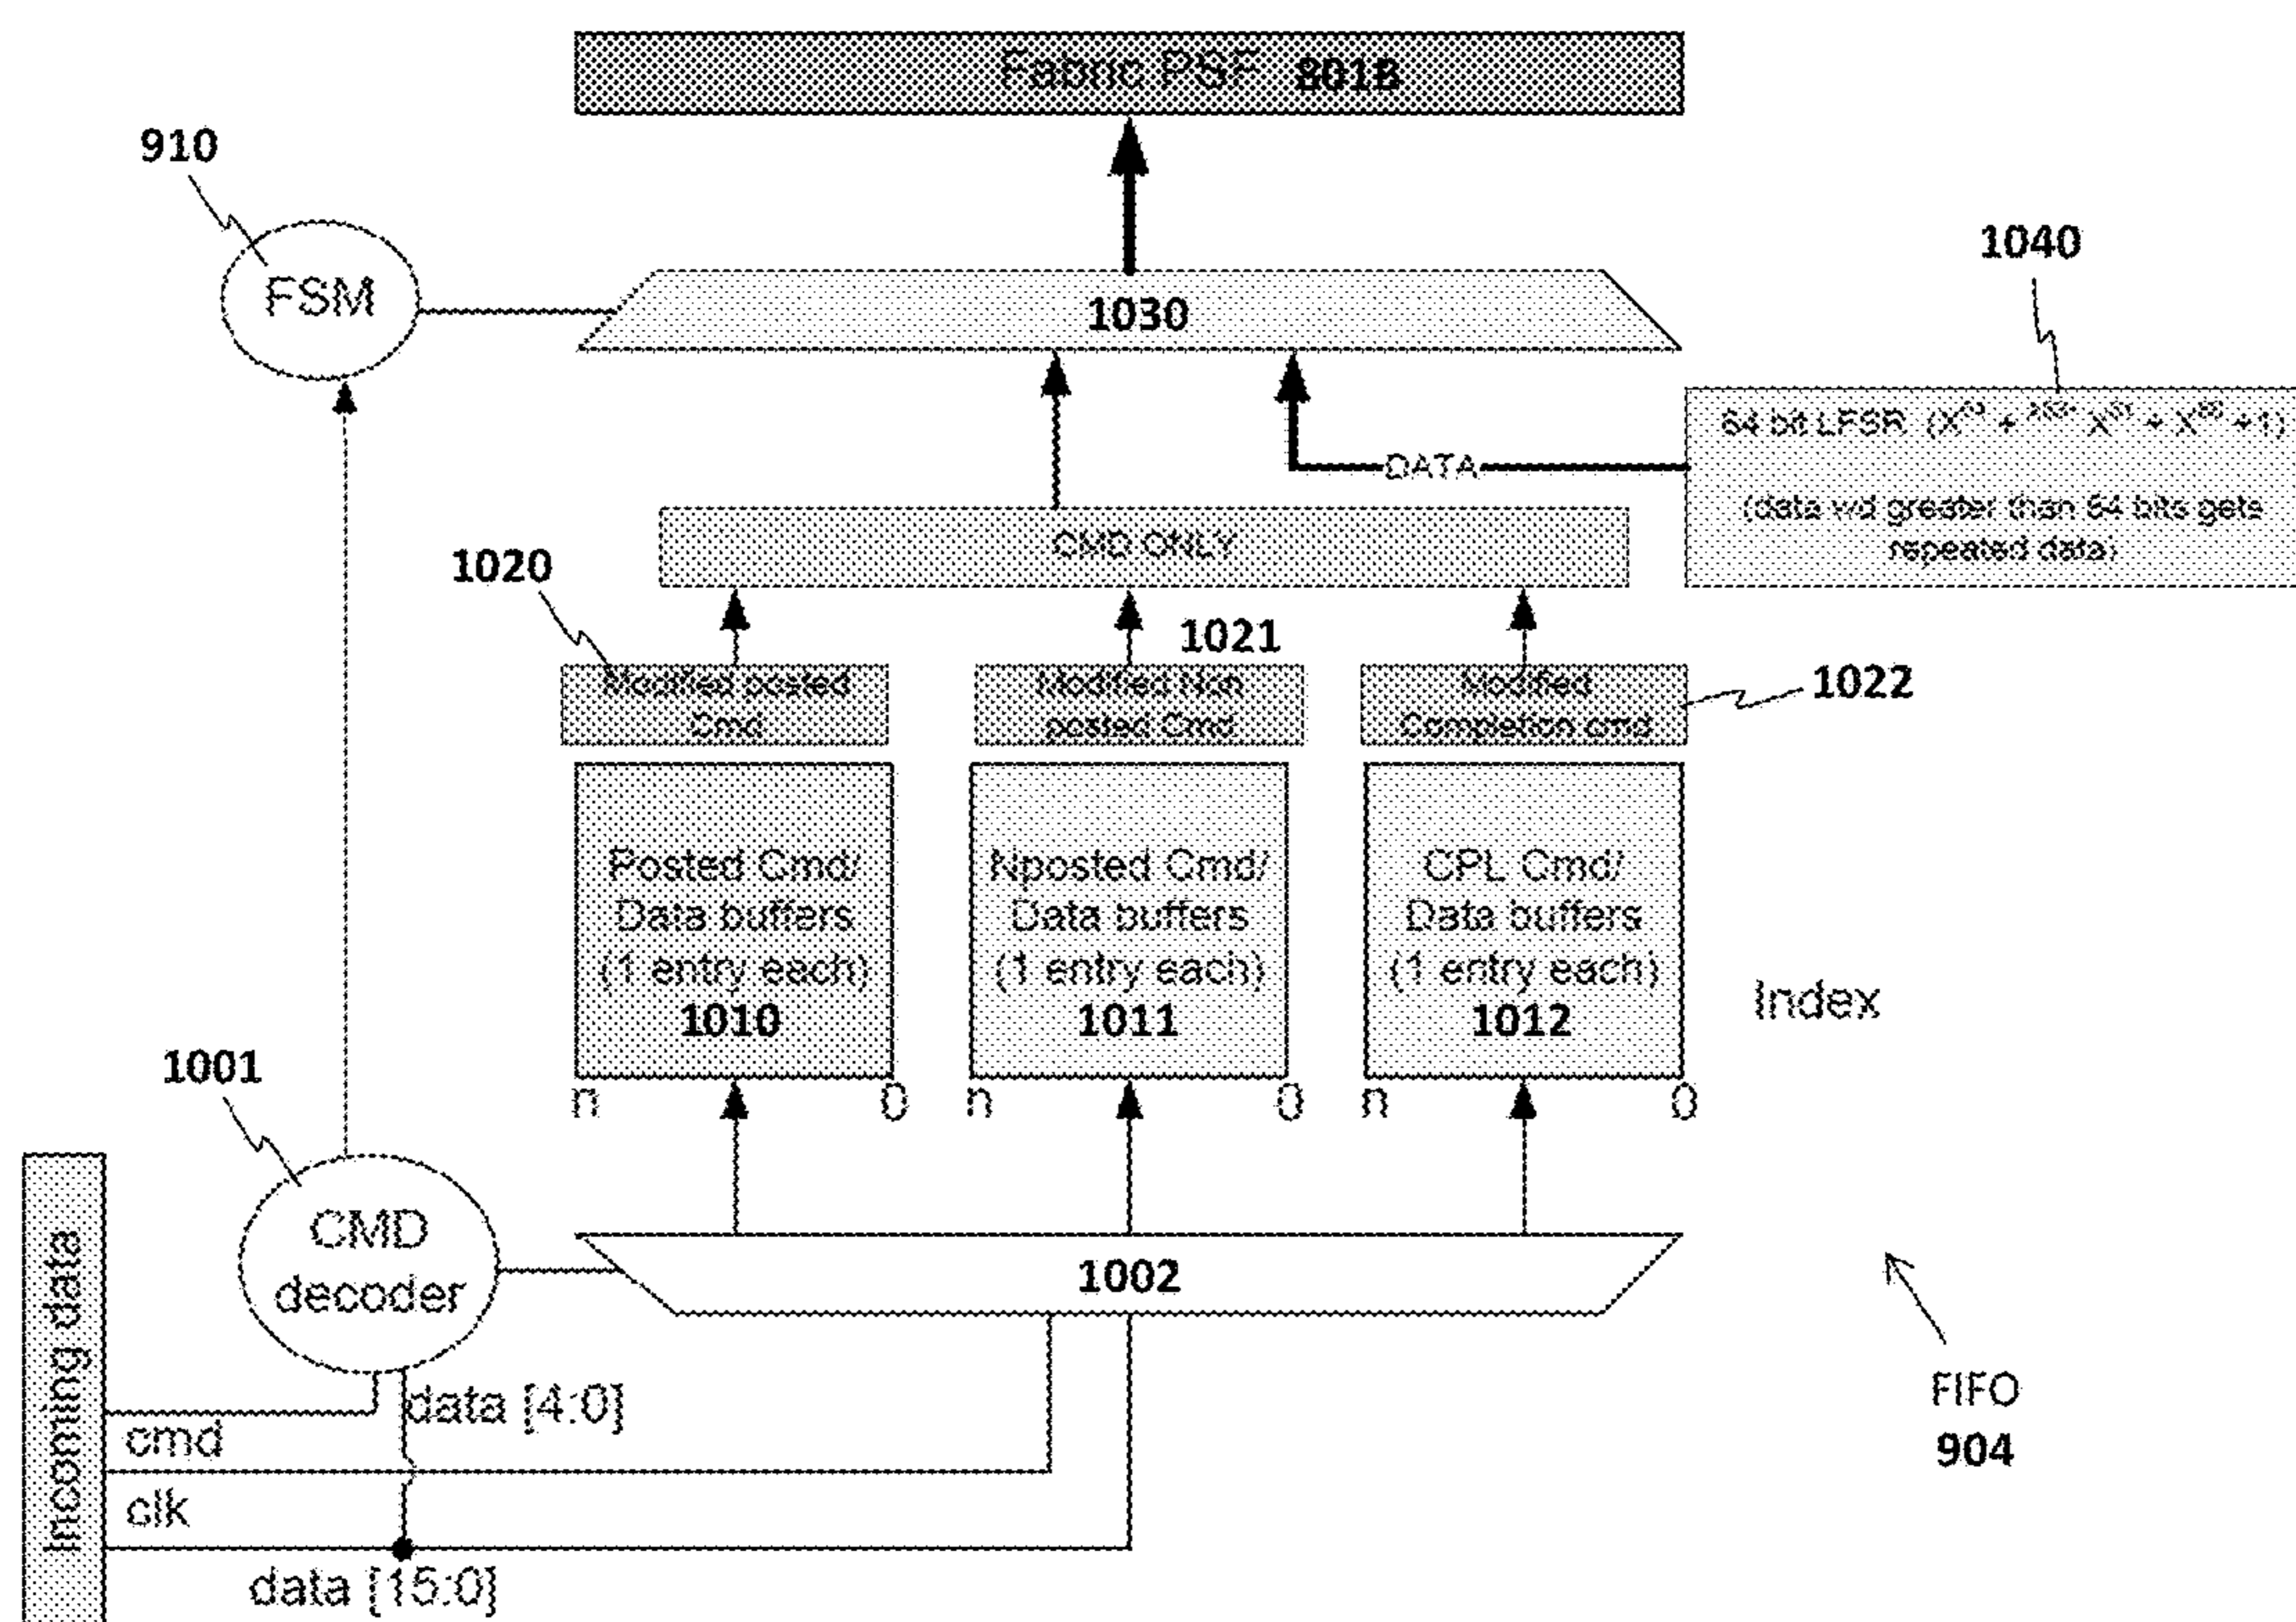 Fabric PSF 801B
910
FSM
1030
1040
64 bit LFSR (X + X + X +1)
(data wd greater than 64 bits gets
repeated data)
DATA
CMD ONLY
1020
1021
1022
Modified posted
Cmd
Modified Non
posted Cmd
Modified
Completion cmd
Posted Cmd/
Data buffers
(1 entry each)
1010
Nposted Cmd/
Data buffers
(1 entry each)
1011
CPL Cmd/
Data buffers
(1 entry each)
1012
Index
n 0 n 0 n 0
1001
CMD
decoder
1002
Incoming data
data [4:0]
cmd
clk
data [15:0]
FIFO
904